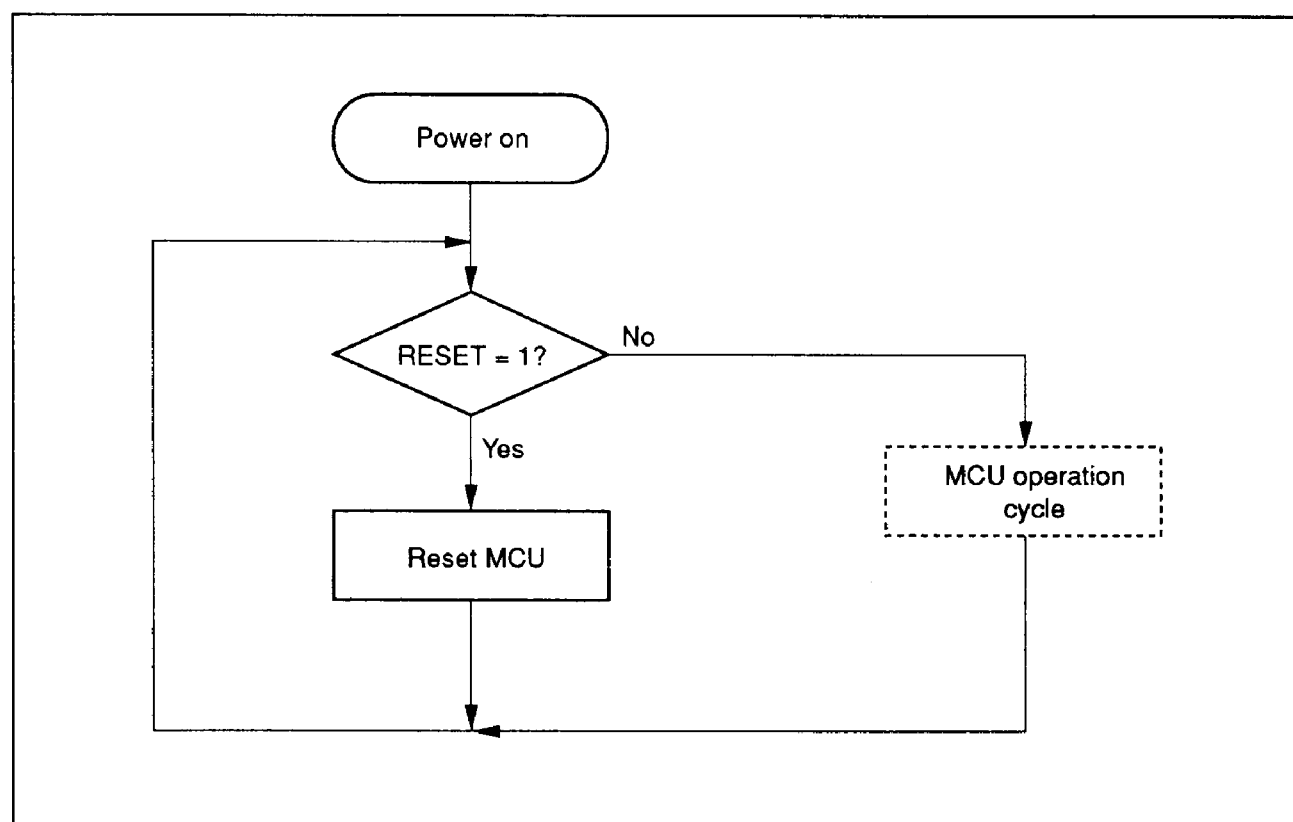 Power on
RESET = 1?
No
Yes
MCU operation
cycle
Reset MCU